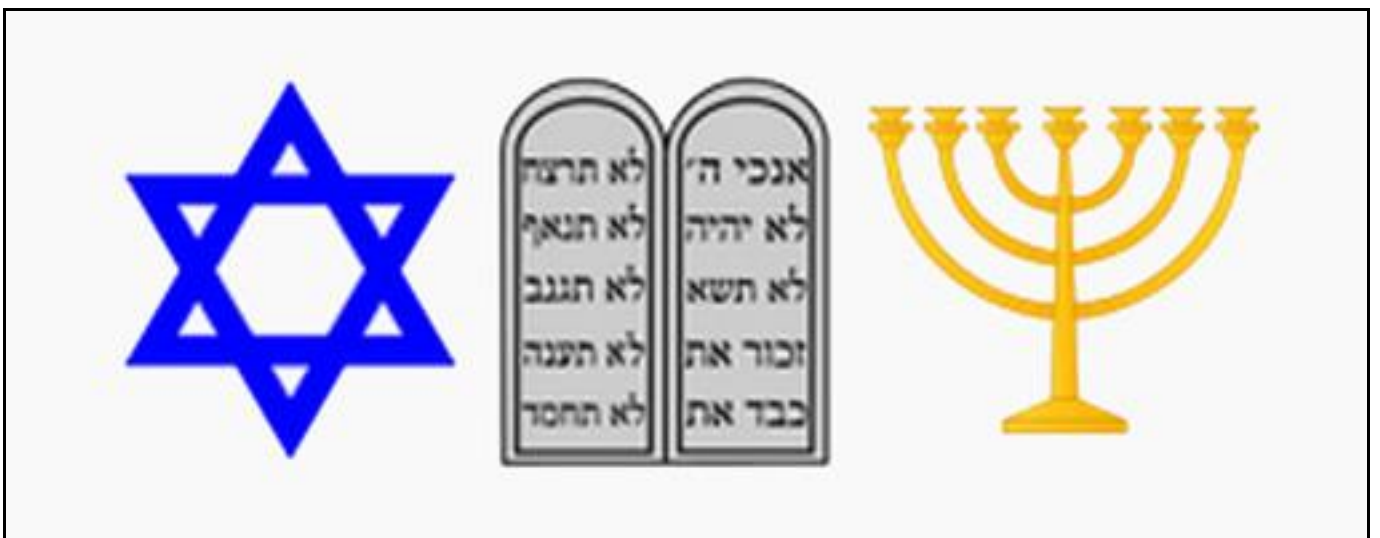 אנכי ה׳
לא יהיה
לא תשא
זכור את
כבד את
לא תרצח
לא תנאף
לא תגנב
לא תענה
לא תחמד